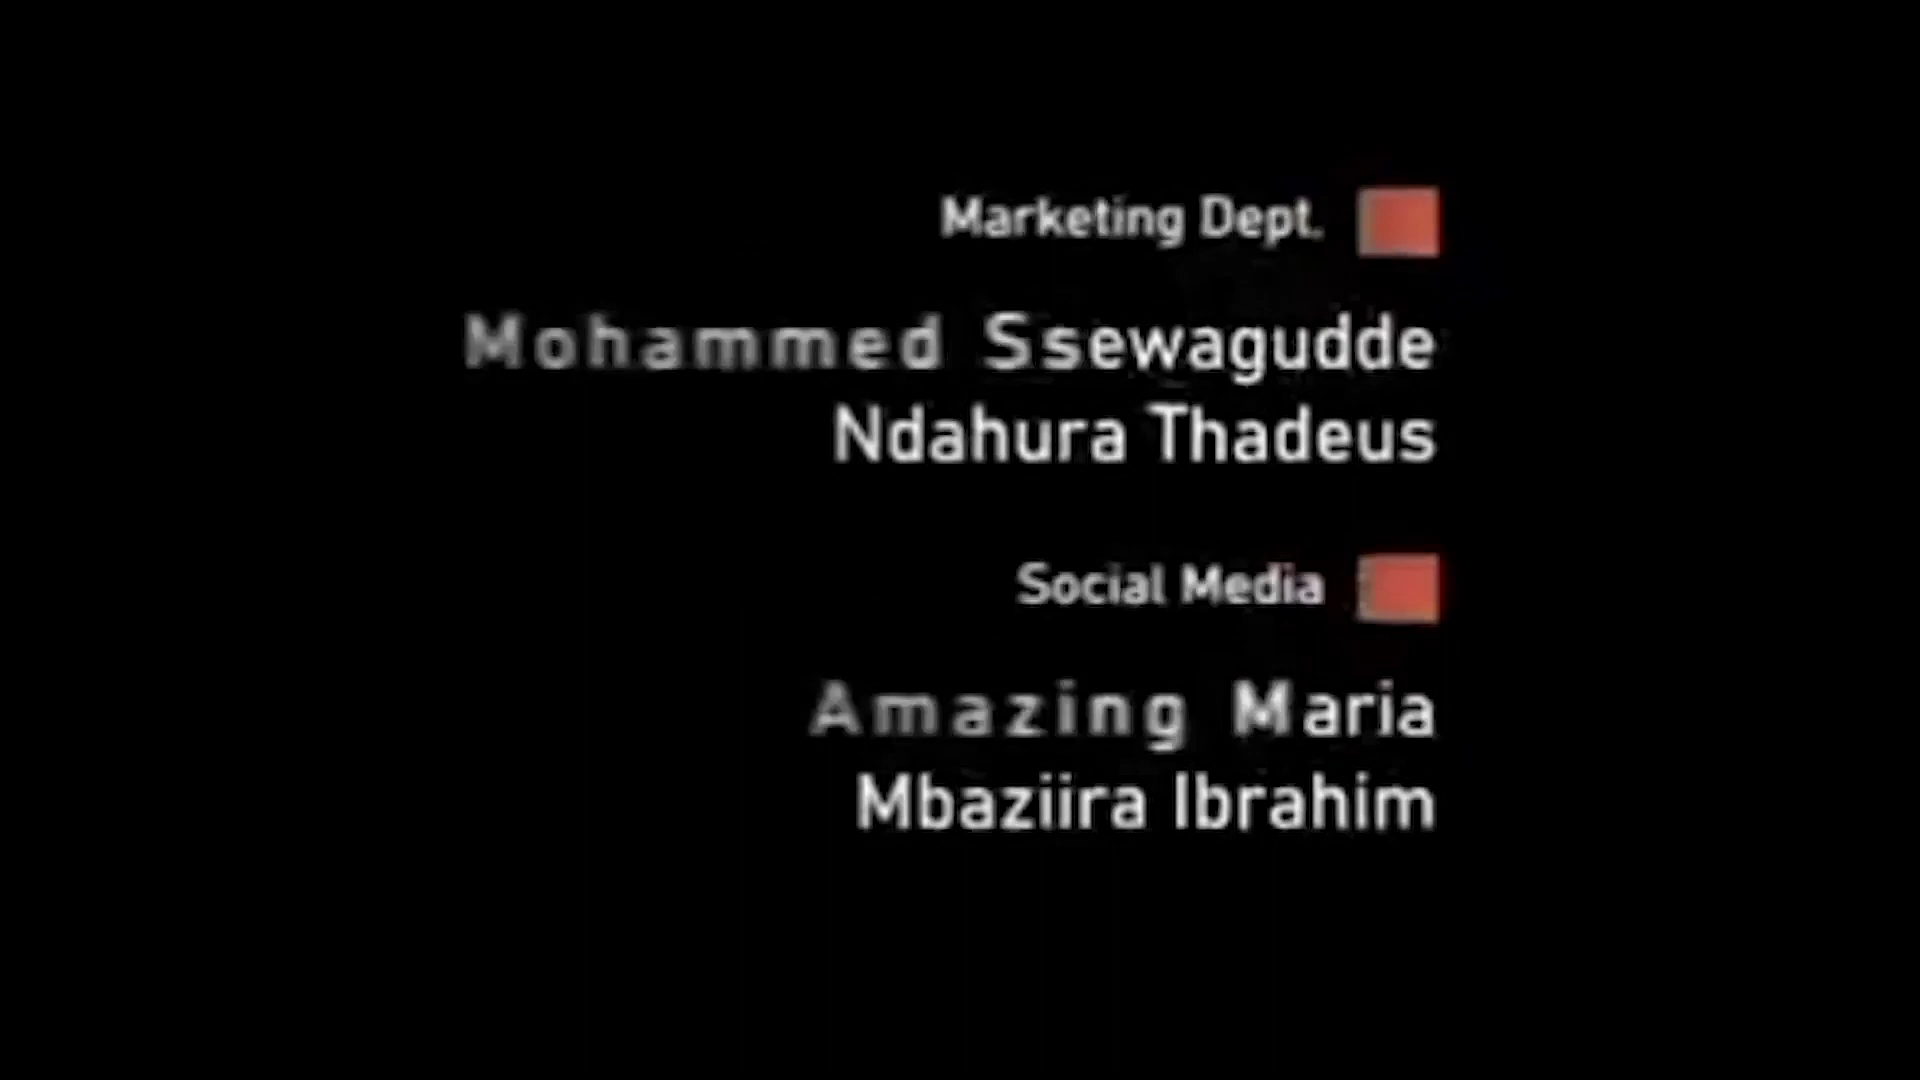 Marketing Dept.
Mohammed Ssewagudde
Ndahura Thadeus
Social Media
Amazing Maria
Mbaziira Ibrahim